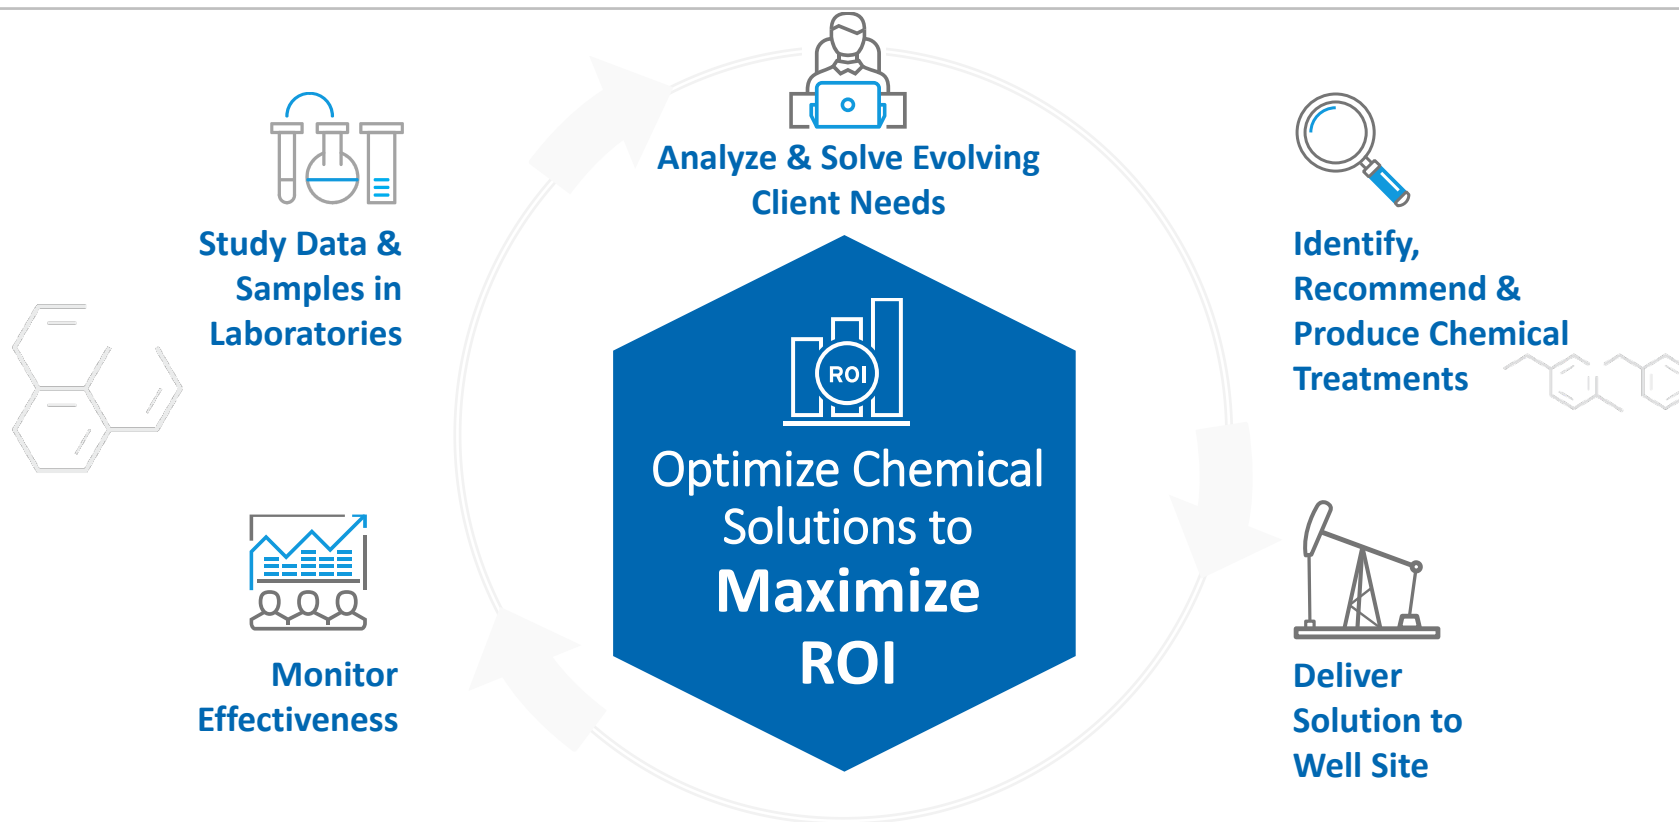 Analyze & Solve Evolving
Client Needs
Identify,
Recommend &
Produce Chemical
Treatments
Deliver
Solution to
Well Site
Monitor
Effectiveness
Study Data &
Samples in
Laboratories
ROI
Optimize Chemical
Solutions to
Maximize
ROI